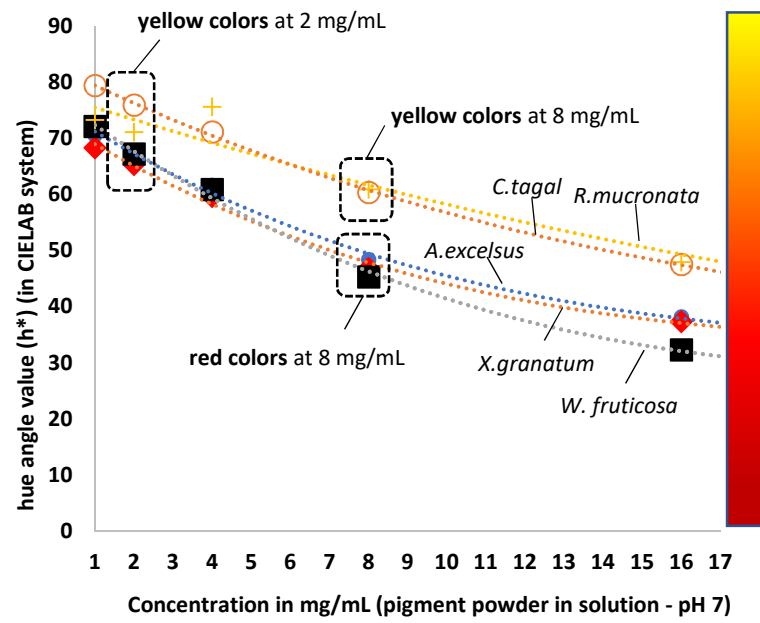 90
80
70
60
50
40
30
20
10
0
hue angle value (h*) (in CIELAB system)
yellow colors at 2 mg/mL
yellow colors at 8 mg/mL
C.tagal
R.mucronata
A.excelsus
red colors at 8 mg/mL
X.granatum
W. fruticosa
1 2 3 4 5 6 7 8 9 10 11 12 13 14 15 16 17
Concentration in mg/mL (pigment powder in solution - pH 7)